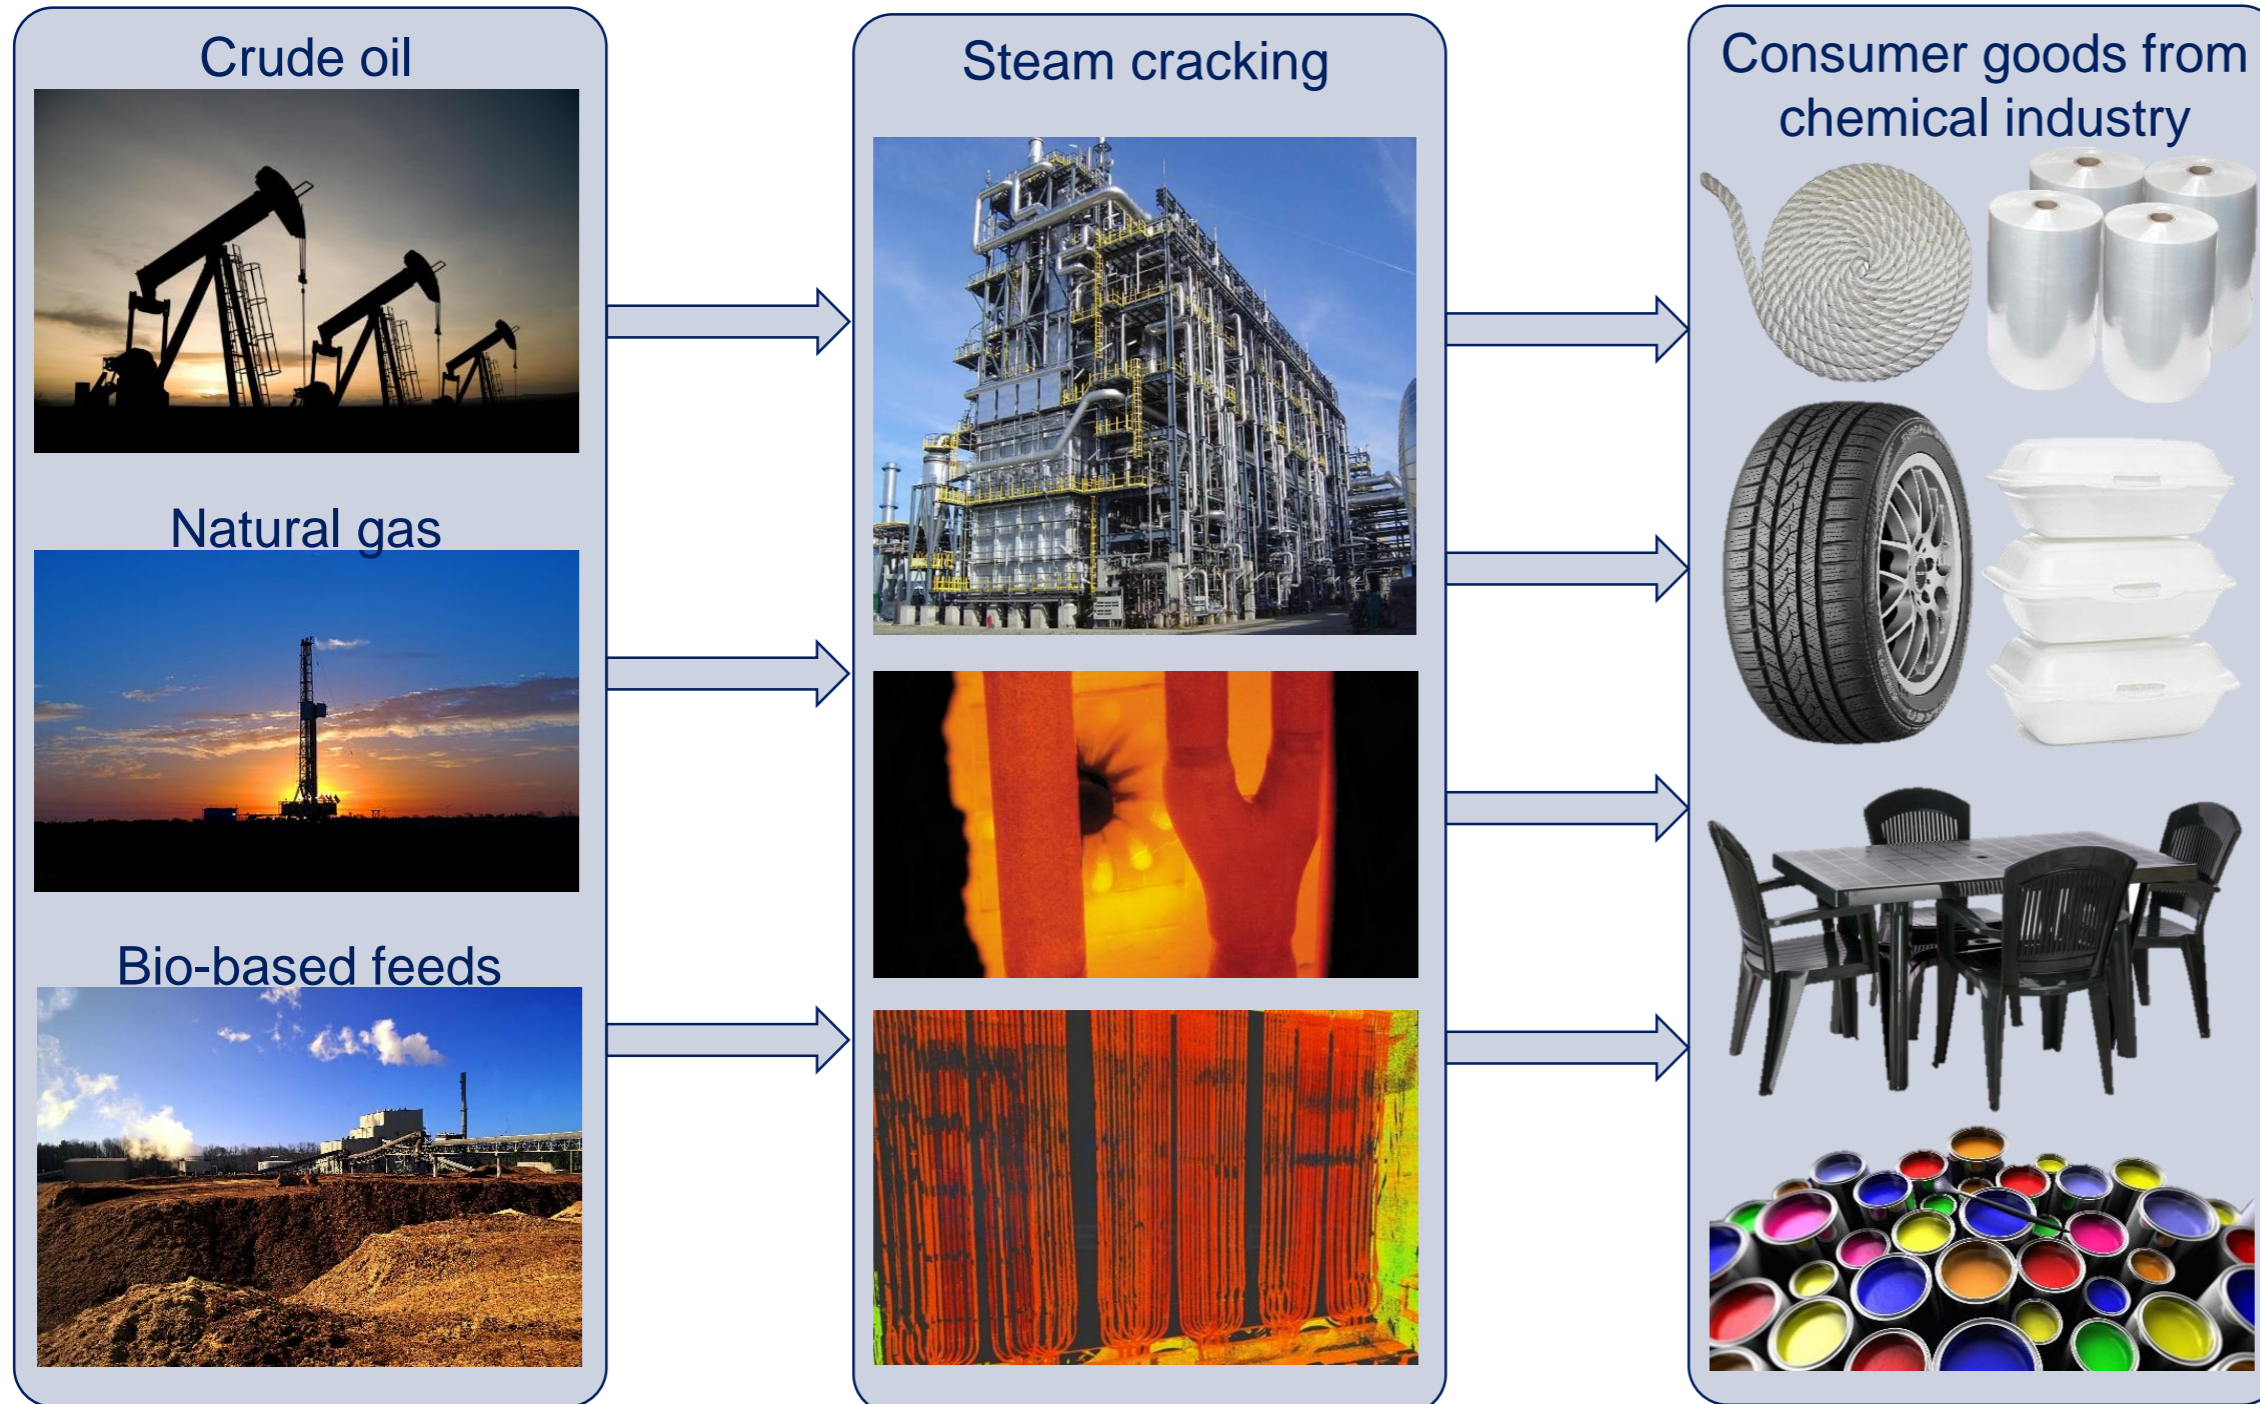 Crude oil
Natural gas
Bio-based feeds
Steam cracking
Consumer goods from
chemical industry